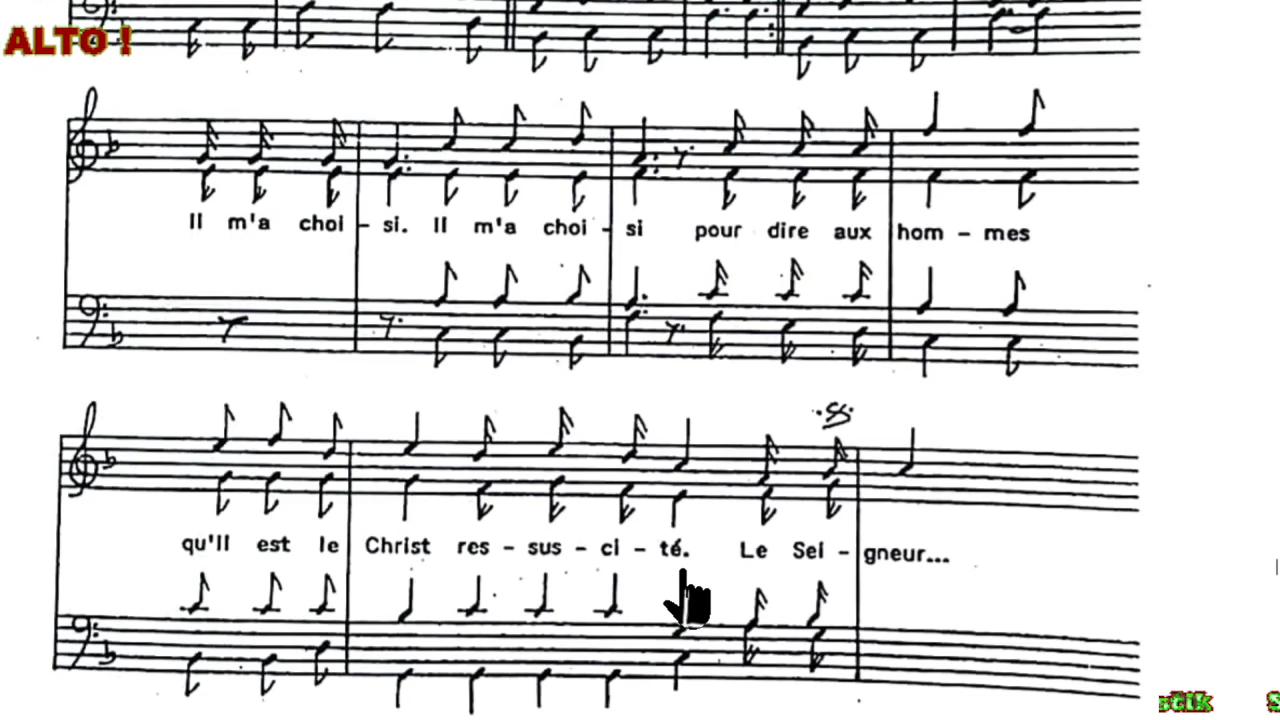 ALTO !
Il m'a choi - si. Il m'a choi - si pour dire aux hom - mes
qu'Il est le Christ res - sus - ci - té. Le Sei - gneur...